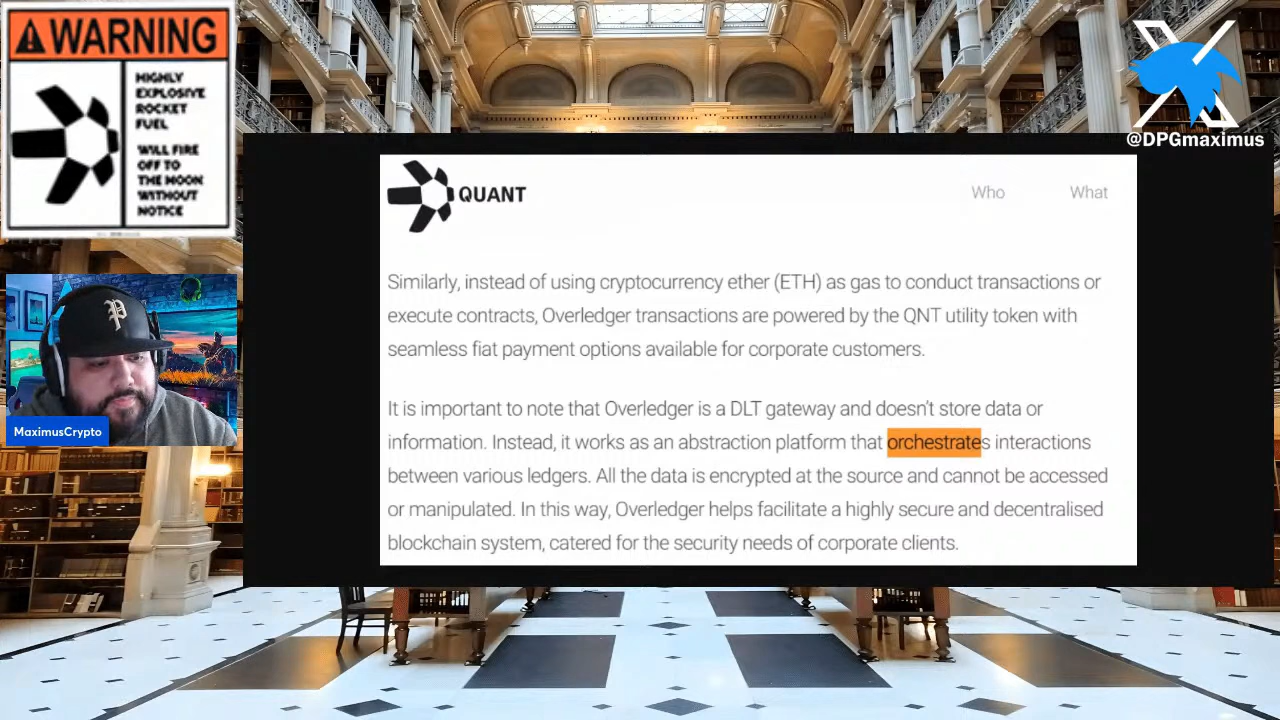 WARNING
HIGHLY
EXPLOSIVE
ROCKET
FUEL
WILL FIRE
OFF TO
THE MOON
WITHOUT
NOTICE
@DPGmaximus
QUANT
Who
What
Similarly, instead of using cryptocurrency ether (ETH) as gas to conduct transactions or
execute contracts, Overledger transactions are powered by the QNT utility token with
seamless fiat payment options available for corporate customers.
It is important to note that Overledger is a DLT gateway and doesn't store data or
information. Instead, it works as an abstraction platform that orchestrates interactions
between various ledgers. All the data is encrypted at the source and cannot be accessed
or manipulated. In this way, Overledger helps facilitate a highly secure and decentralised
blockchain system, catered for the security needs of corporate clients.
P
MaximusCrypto